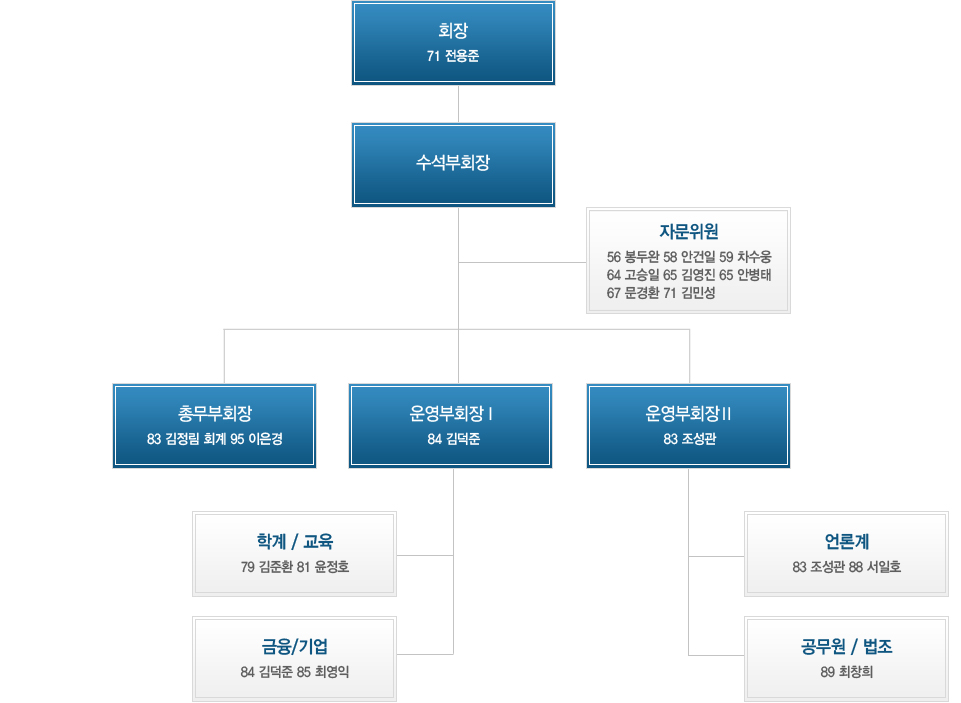 회장
71 전용준
수석부회장
자문위원
56 봉두완 58 안건일 59 차수웅
64 고승일 65 김영진 65 안병태
67 문경환 71 김민성
총무부회장
83 김정림 회계 95 이은경
운영부회장 I
84 김덕준
운영부회장 II
83 조성관
학계 / 교육
79 김준환 81 윤정호
언론계
83 조성관 88 서일호
금융/기업
84 김덕준 85 최영익
공무원 / 법조
89 최창희